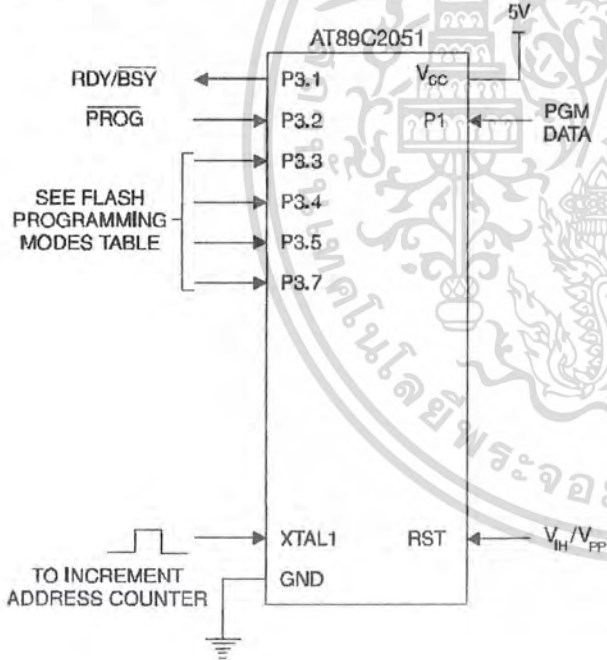 5V
AT89C2051
RDY/BSY
P3.1
VCC
PROG
P3.2
P1
PGM
DATA
P3.3
SEE FLASH
PROGRAMMING
MODES TABLE
P3.4
P3.5
P3.7
XTAL1
RST
VIH/VPP
TO INCREMENT
ADDRESS COUNTER
GND